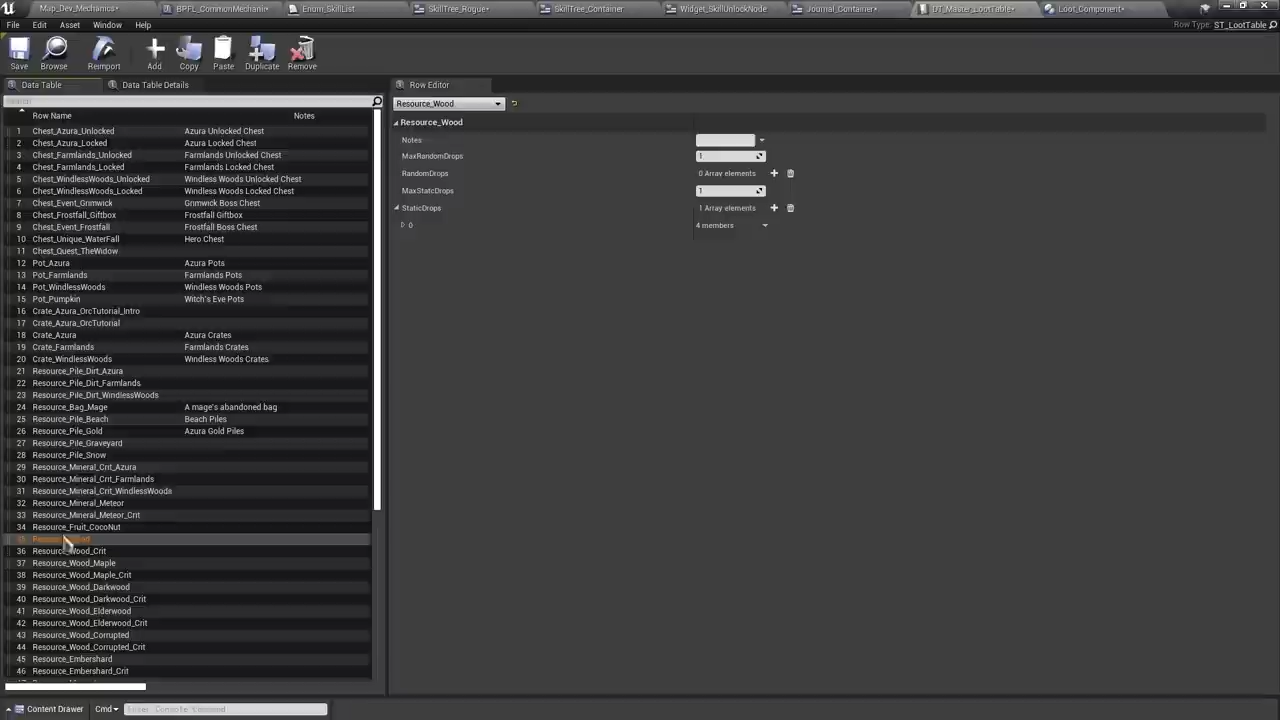 Map_Dev_Mechanics* BPFL_CommonMechanic* Enum_SkillList SkillTree_Rogue* SkillTree_Container Widget_SkillUnlockNode Journal_Container* DT_Master_LootTable* Loot_Component*
File Edit Asset Window Help
Row Type: ST_LootTable
Save Browse Reimport Add Copy Paste Duplicate Remove
Data Table Data Table Details Row Editor
Search
Resource_Wood
Row Name Notes
1 Chest_Azura_Unlocked Azura Unlocked Chest
2 Chest_Azura_Locked Azura Locked Chest
3 Chest_Farmlands_Unlocked Farmlands Unlocked Chest
4 Chest_Farmlands_Locked Farmlands Locked Chest
5 Chest_WindlessWoods_Unlocked Windless Woods Unlocked Chest
6 Chest_WindlessWoods_Locked Windless Woods Locked Chest
7 Chest_Event_Grimwick Grimwick Boss Chest
8 Chest_Frostfall_Giftbox Frostfall Giftbox
9 Chest_Event_Frostfall Frostfall Boss Chest
10 Chest_Unique_WaterFall Hero Chest
11 Chest_Quest_TheWidow
12 Pot_Azura Azura Pots
13 Pot_Farmlands Farmlands Pots
14 Pot_WindlessWoods Windless Woods Pots
15 Pot_Pumpkin Witch's Eve Pots
16 Crate_Azura_OrcTutorial_Intro
17 Crate_Azura_OrcTutorial
18 Crate_Azura Azura Crates
19 Crate_Farmlands Farmlands Crates
20 Crate_WindlessWoods Windless Woods Crates
21 Resource_Pile_Dirt_Azura
22 Resource_Pile_Dirt_Farmlands
23 Resource_Pile_Dirt_WindlessWoods
24 Resource_Bag_Mage A mage's abandoned bag
25 Resource_Pile_Beach Beach Piles
26 Resource_Pile_Gold Azura Gold Piles
27 Resource_Pile_Graveyard
28 Resource_Pile_Snow
29 Resource_Mineral_Crit_Azura
30 Resource_Mineral_Crit_Farmlands
31 Resource_Mineral_Crit_WindlessWoods
32 Resource_Mineral_Meteor
33 Resource_Mineral_Meteor_Crit
34 Resource_Fruit_CocoNut
35 Resource_Wood
36 Resource_Wood_Crit
37 Resource_Wood_Maple
38 Resource_Wood_Maple_Crit
39 Resource_Wood_Darkwood
40 Resource_Wood_Darkwood_Crit
41 Resource_Wood_Elderwood
42 Resource_Wood_Elderwood_Crit
43 Resource_Wood_Corrupted
44 Resource_Wood_Corrupted_Crit
45 Resource_Embershard
46 Resource_Embershard_Crit
Resource_Wood
Notes
MaxRandomDrops 1
RandomDrops 0 Array elements
MaxStatcDrops 1
StaticDrops 1 Array elements
0 4 members
Content Drawer Cmd Enter Console Command